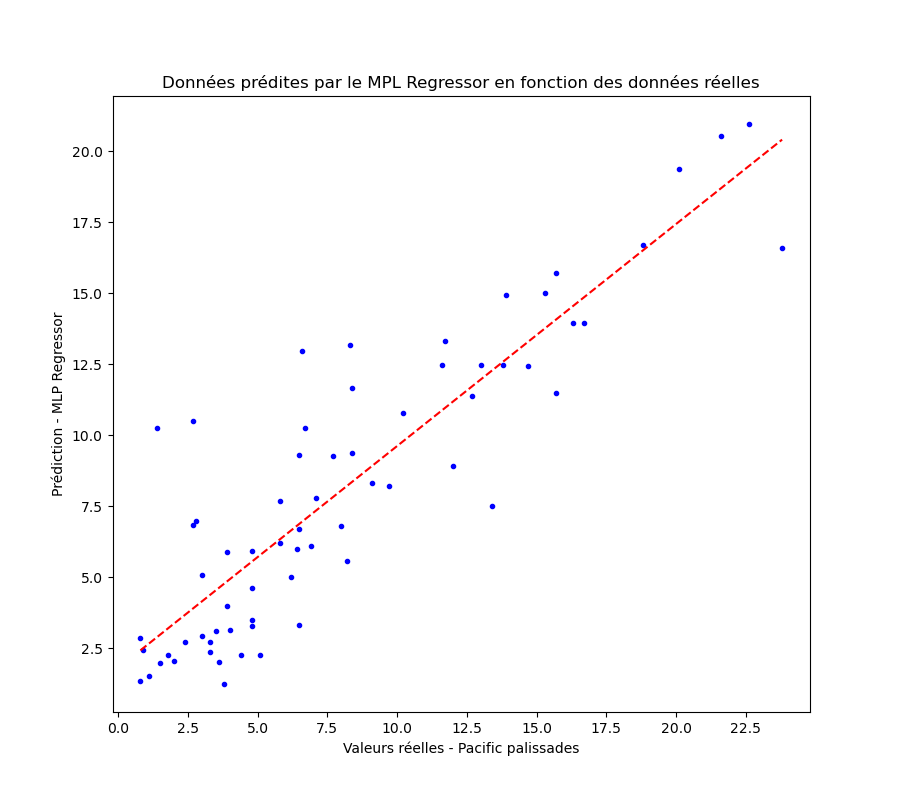 Données prédites par le MPL Regressor en fonction des données réelles
20.0
17.5
15.0
12.5
10.0
7.5
5.0
2.5
Prédiction - MLP Regressor
0.0 2.5 5.0 7.5 10.0 12.5 15.0 17.5 20.0 22.5
Valeurs réelles - Pacific palissades